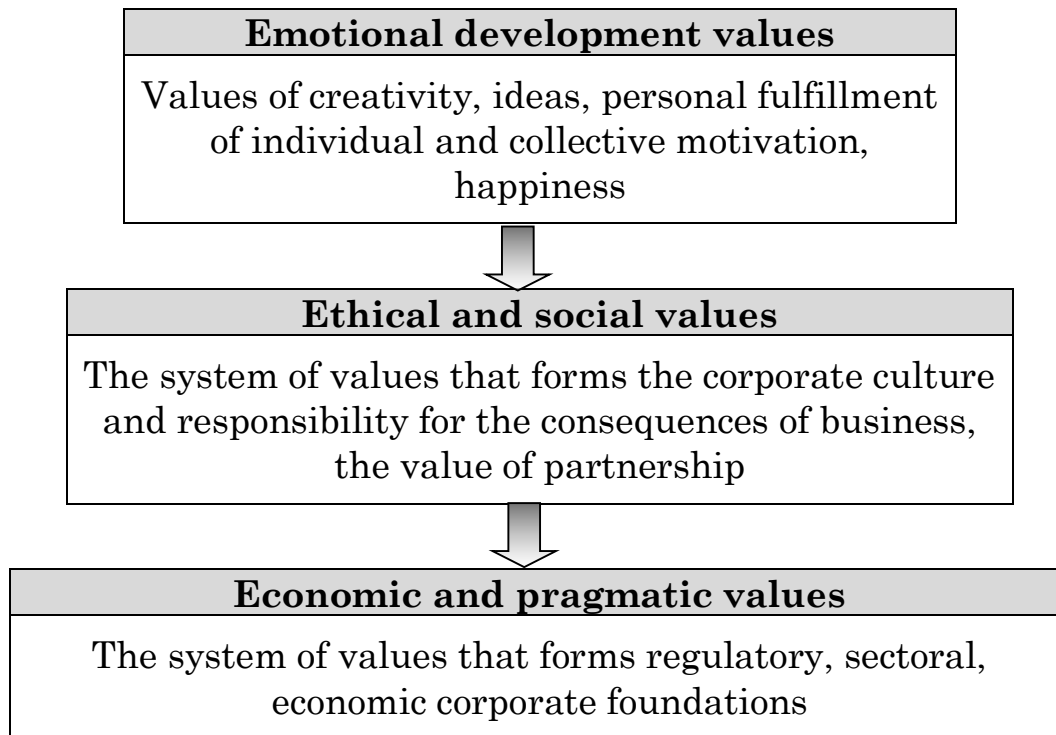 Emotional development values
Values of creativity, ideas, personal fulfillment
of individual and collective motivation,
happiness
Ethical and social values
The system of values that forms the corporate culture
and responsibility for the consequences of business,
the value of partnership
Economic and pragmatic values
The system of values that forms regulatory, sectoral,
economic corporate foundations